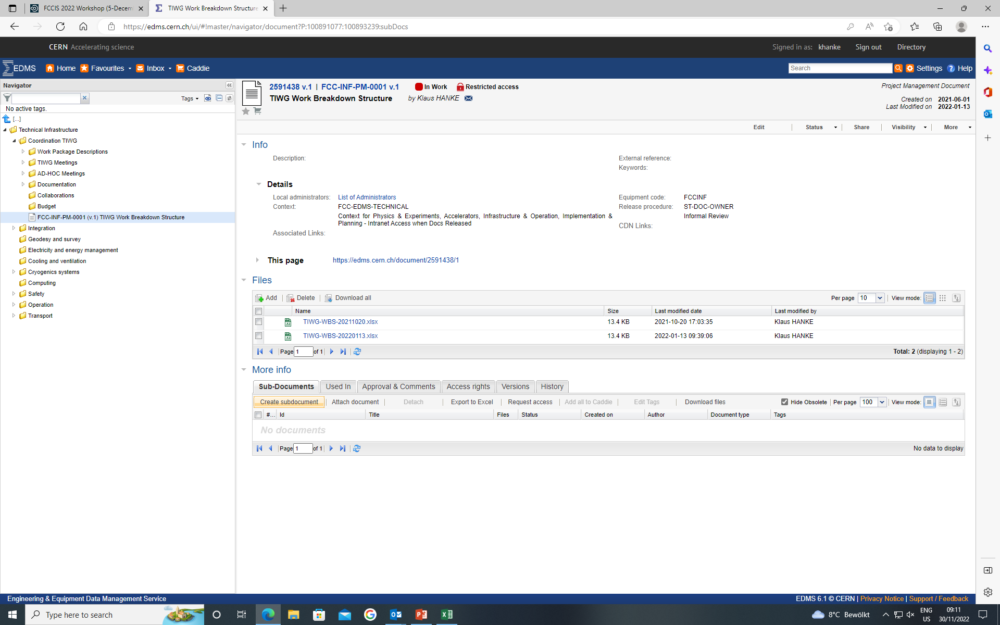 FCCIS 2022 Workshop (5-Decem
TIWG Work Breakdown Structure
https://edms.cern.ch/ui/#!master/navigator/document?P:100891077:100893239:subDocs
CERN Accelerating science
Signed in as: khanke Sign out Directory
EDMS Home Favourites Inbox Caddie
Search Settings Help
Navigator
Tags
No active tags.
[...]
Technical Infrastructure
Coordination TIWG
Work Package Descriptions
TIWG Meetings
AD-HOC Meetings
Documentation
Collaborations
Budget
FCC-INF-PM-0001 (v.1) TIWG Work Breakdown Structure
Integration
Geodesy and survey
Electricity and energy management
Cooling and ventilation
Cryogenics systems
Computing
Safety
Operation
Transport
2591438 v.1 | FCC-INF-PM-0001 v.1 In Work Restricted access
TIWG Work Breakdown Structure by Klaus HANKE
Project Management Document
Created on 2021-06-01
Last Modified on 2022-01-13
Edit Status Share Visibility More
Info
Description:
External reference:
Keywords:
Details
Local administrators: List of Administrators
Context: FCC-EDMS-TECHNICAL
Context for Physics & Experiments, Accelerators, Infrastructure & Operation, Implementation &
Planning - Intranet Access when Docs Released
Associated Links:
Equipment code: FCCINF
Release procedure: ST-DOC-OWNER
Informal Review
CDN Links:
This page https://edms.cern.ch/document/2591438/1
Files
Add Delete Download all
Per page 10 View mode:
Name Size Last modified date Last modified by
TIWG-WBS-20211020.xlsx 13.4 KB 2021-10-20 17:03:35 Klaus HANKE
TIWG-WBS-20220113.xlsx 13.4 KB 2022-01-13 09:39:06 Klaus HANKE
Page 1 of 1
Total: 2 (displaying 1 - 2)
More info
Sub-Documents Used In Approval & Comments Access rights Versions History
Create subdocument Attach document Detach Export to Excel Request access Add all to Caddie Edit Tags Download files
Hide Obsolete Per page 100 View mode:
#... Id Title Files Status Created on Author Document type Tags
No documents
Page 1 of 1
No data to display
Engineering & Equipment Data Management Service
EDMS 6.1 © CERN | Privacy Notice | Support / Feedback
Type here to search
8°C Bewölkt
ENG
US
09:11
30/11/2022